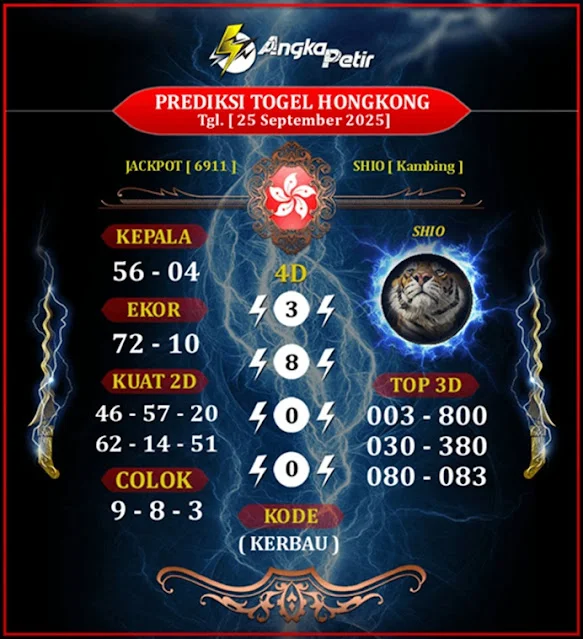 Angka Petir
PREDIKSI TOGEL HONGKONG
Tgl. [ 25 September 2025]
JACKPOT [ 6911 ]
SHIO [ Kambing ]
KEPALA
56 - 04
EKOR
72 - 10
KUAT 2D
46 - 57 - 20
62 - 14 - 51
COLOK
9 - 8 - 3
4D
3
8
0
0
KODE
( KERBAU )
SHIO
TOP 3D
003 - 800
030 - 380
080 - 083